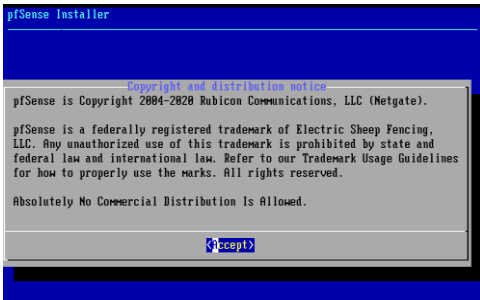 pfSense Installer
Copyright and distribution notice
pfSense is Copyright 2004-2020 Rubicon Communications, LLC (Netgate).
pfSense is a federally registered trademark of Electric Sheep Fencing,
LLC. Any unauthorized use of this trademark is prohibited by state and
federal law and international law. Refer to our Trademark Usage Guidelines
for how to properly use the marks. All rights reserved.
Absolutely No Commercial Distribution Is Allowed.
<Accept>